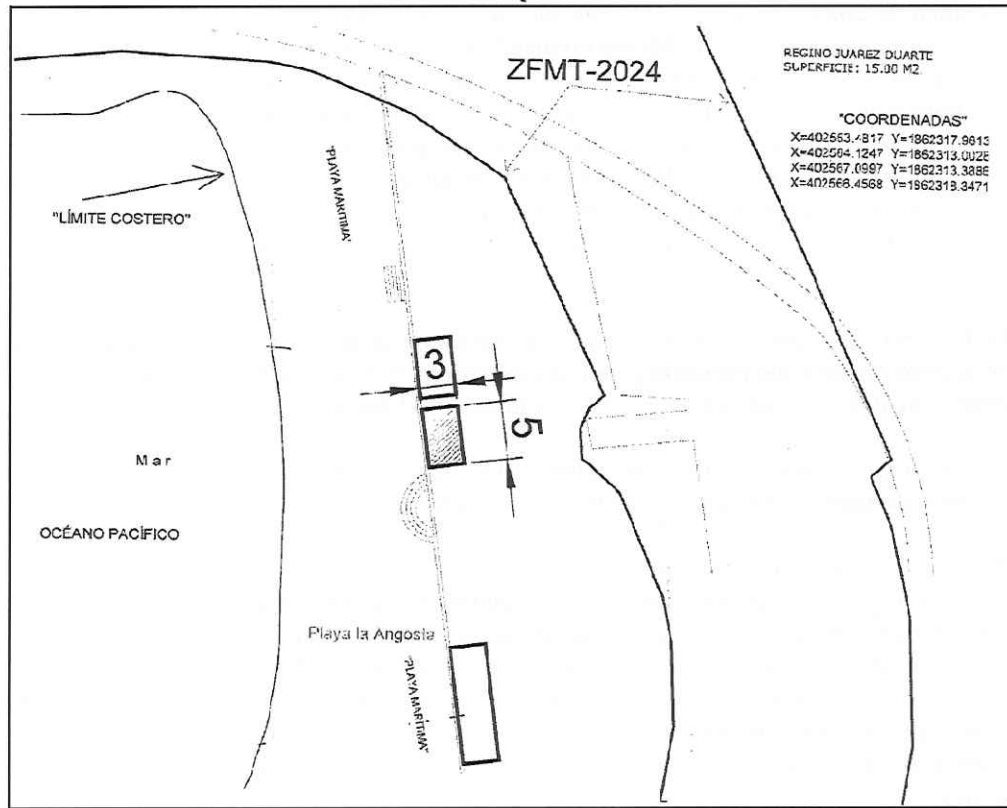 ZFMT-2024
REGINO JUAREZ DUARTE
SUPERFICIE: 15.00 M2
"COORDENADAS"
X=402563.4817 Y=1862317.9613
X=402564.1247 Y=1862313.0028
X=402567.0997 Y=1862313.3886
X=402566.4568 Y=1862318.3471
"PLAYA MARÍTIMA"
"LÍMITE COSTERO"
3
5
Mar
OCÉANO PACÍFICO
Playa la Angosta
"PLAYA MARÍTIMA"